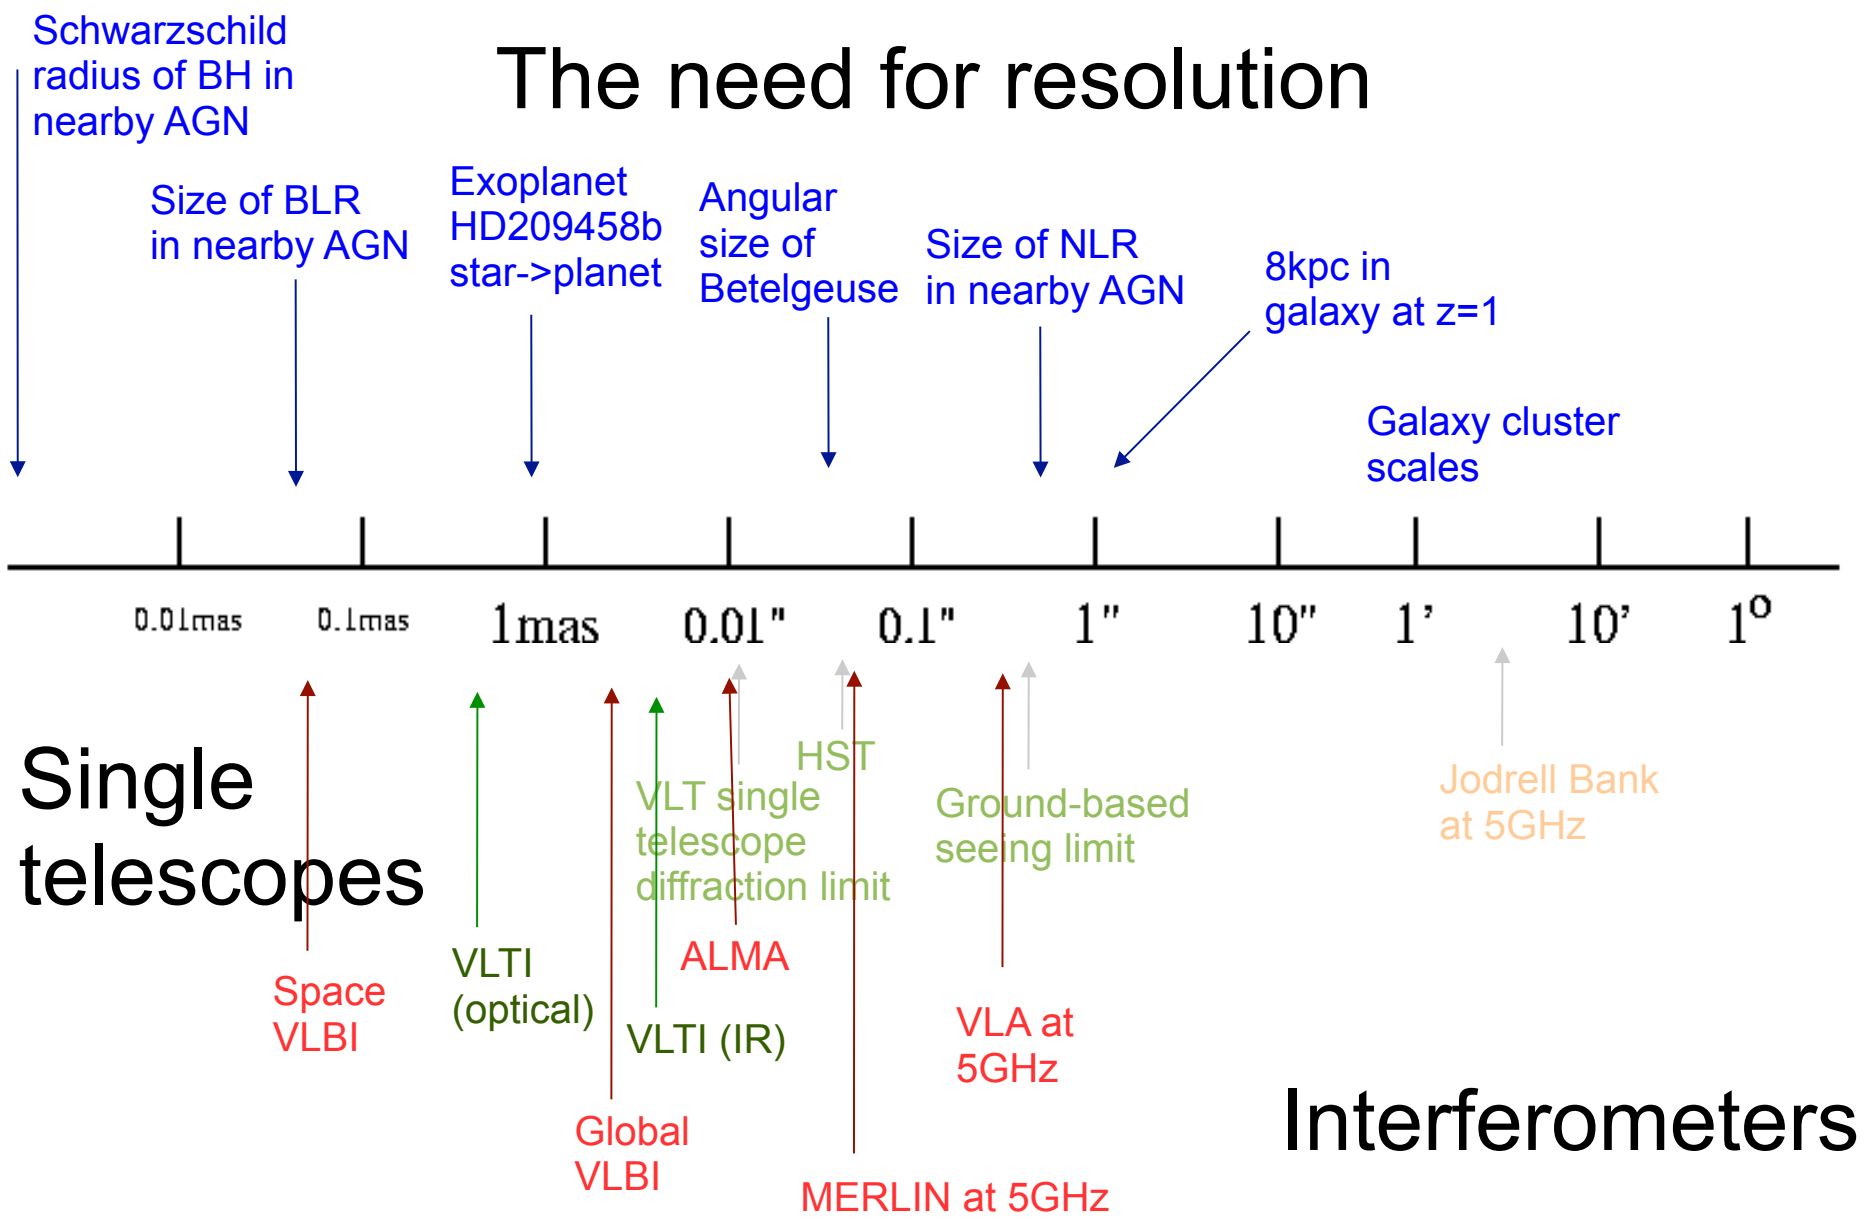 Schwarzschild
radius of BH in
nearby AGN
The need for resolution
Size of BLR
in nearby AGN
Exoplanet
HD209458b
star->planet
Angular
size of
Betelgeuse
Size of NLR
in nearby AGN
8kpc in
galaxy at z=1
Galaxy cluster
scales
0.01mas 0.1mas 1mas 0.01" 0.1" 1" 10" 1' 10' 1°
Single
telescopes
HST
VLT single
telescope
diffraction limit
Ground-based
seeing limit
Jodrell Bank
at 5GHz
Space
VLBI
VLTI
(optical)
VLTI (IR)
ALMA
VLA at
5GHz
Global
VLBI
MERLIN at 5GHz
Interferometers